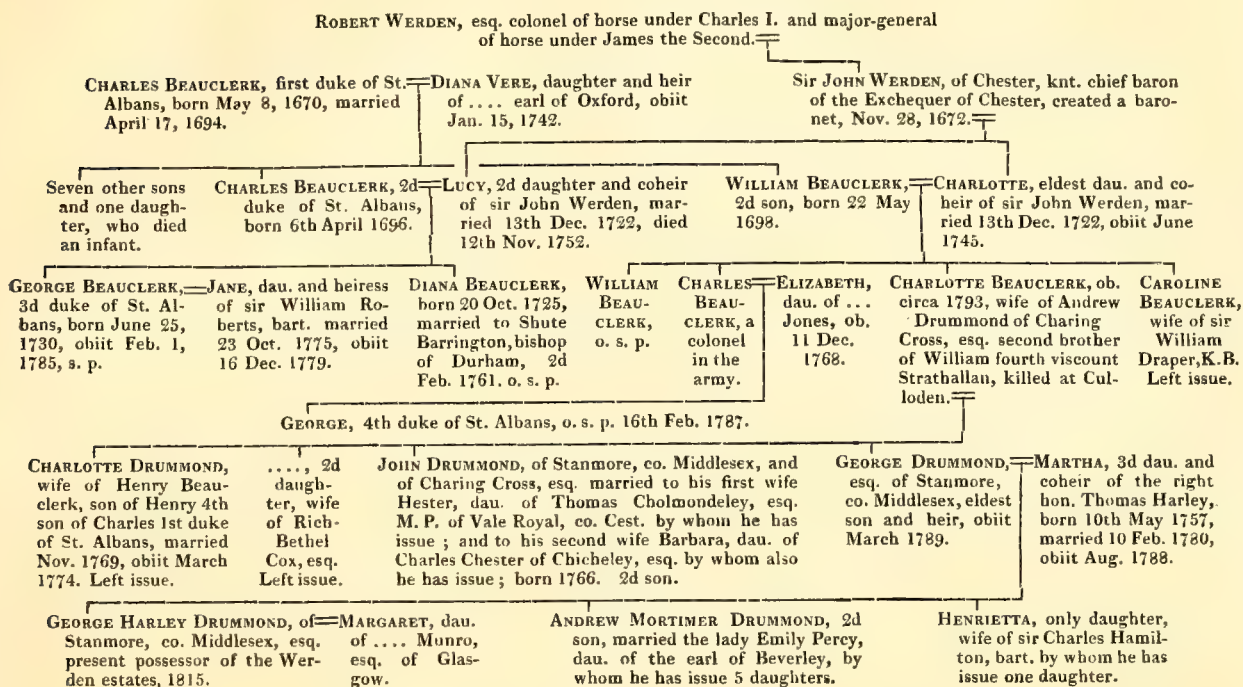 ROBERT WERDEN, esq. colonel of horse under Charles I. and major-general
of horse under James the Second.
CHARLES BEAUCLERK, first duke of St.
Albans, born May 8, 1670, married
April 17, 1694.
DIANA VERE, daughter and heir
of .... earl of Oxford, obiit
Jan. 15, 1742.
Sir JOHN WERDEN, of Chester, knt. chief baron
of the Exchequer of Chester, created a baro-
net, Nov. 28, 1672.
Seven other sons
and one daugh-
ter, who died
an infant.
CHARLES BEAUCLERK, 2d
duke of St. Albans,
born 6th April 1696.
LUCY, 2d daughter and coheir
of sir John Werden, mar-
ried 13th Dec. 1722, died
12th Nov. 1752.
WILLIAM BEAUCLERK,
2d son, born 22 May
1698.
CHARLOTTE, eldest dau. and co-
heir of sir John Werden, mar-
ried 13th Dec. 1722, obiit June
1745.
GEORGE BEAUCLERK,
3d duke of St. Al-
bans, born June 25,
1730, obiit Feb. 1,
1785, s. p.
JANE, dau. and heiress
of sir William Ro-
berts, bart. married
23 Oct. 1775, obiit
16 Dec. 1779.
DIANA BEAUCLERK,
born 20 Oct. 1725,
married to Shute
Barrington, bishop
of Durham, 2d
Feb. 1761. o. s. p.
WILLIAM
BEAU-
CLERK,
o. s. p.
CHARLES
BEAU-
CLERK, a
colonel
in the
army.
ELIZABETH,
dau. of ...
Jones, ob.
11 Dec.
1768.
CHARLOTTE BEAUCLERK, ob.
circa 1793, wife of Andrew
Drummond of Charing
Cross, esq. second brother
of William fourth viscount
Strathallan, killed at Cul-
loden.
CAROLINE
BEAUCLERK,
wife of sir
William
Draper, K.B.
Left issue.
GEORGE, 4th duke of St. Albans, o. s. p. 16th Feb. 1787.
CHARLOTTE DRUMMOND,
wife of Henry Beau-
clerk, son of Henry 4th
son of Charles 1st duke
of St. Albans, married
Nov. 1769, obiit March
1774. Left issue.
...., 2d
daugh-
ter, wife
of Rich-
Bethel
Cox, esq.
Left issue.
JOHN DRUMMOND, of Stanmore, co. Middlesex, and
of Charing Cross, esq. married to his first wife
Hester, dau. of Thomas Cholmondeley, esq.
M. P. of Vale Royal, co. Cest. by whom he has
issue ; and to his second wife Barbara, dau. of
Charles Chester of Chicheley, esq. by whom also
he has issue ; born 1766. 2d son.
GEORGE DRUMMOND,
esq. of Stanmore,
co. Middlesex, eldest
son and heir, obiit
March 1789.
MARTHA, 3d dau. and
coheir of the right
hon. Thomas Harley,
born 10th May 1757,
married 10 Feb. 1780,
obiit Aug. 1788.
GEORGE HARLEY DRUMMOND, of
Stanmore, co. Middlesex, esq.
present possessor of the Wer-
den estates, 1815.
MARGARET, dau.
of .... Munro,
esq. of Glas-
gow.
ANDREW MORTIMER DRUMMOND, 2d
son, married the lady Emily Percy,
dau. of the earl of Beverley, by
whom he has issue 5 daughters.
HENRIETTA, only daughter,
wife of sir Charles Hamil-
ton, bart. by whom he has
issue one daughter.